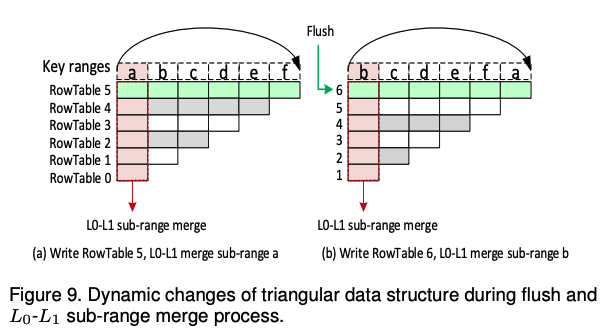 Flush
Key ranges a b c d e f
b c d e f a
RowTable 5
RowTable 4
RowTable 3
RowTable 2
RowTable 1
RowTable 0
6
5
4
3
2
1
L0-L1 sub-range merge
L0-L1 sub-range merge
(a) Write RowTable 5, L0-L1 merge sub-range a
(b) Write RowTable 6, L0-L1 merge sub-range b
Figure 9. Dynamic changes of triangular data structure during flush and
L0-L1 sub-range merge process.